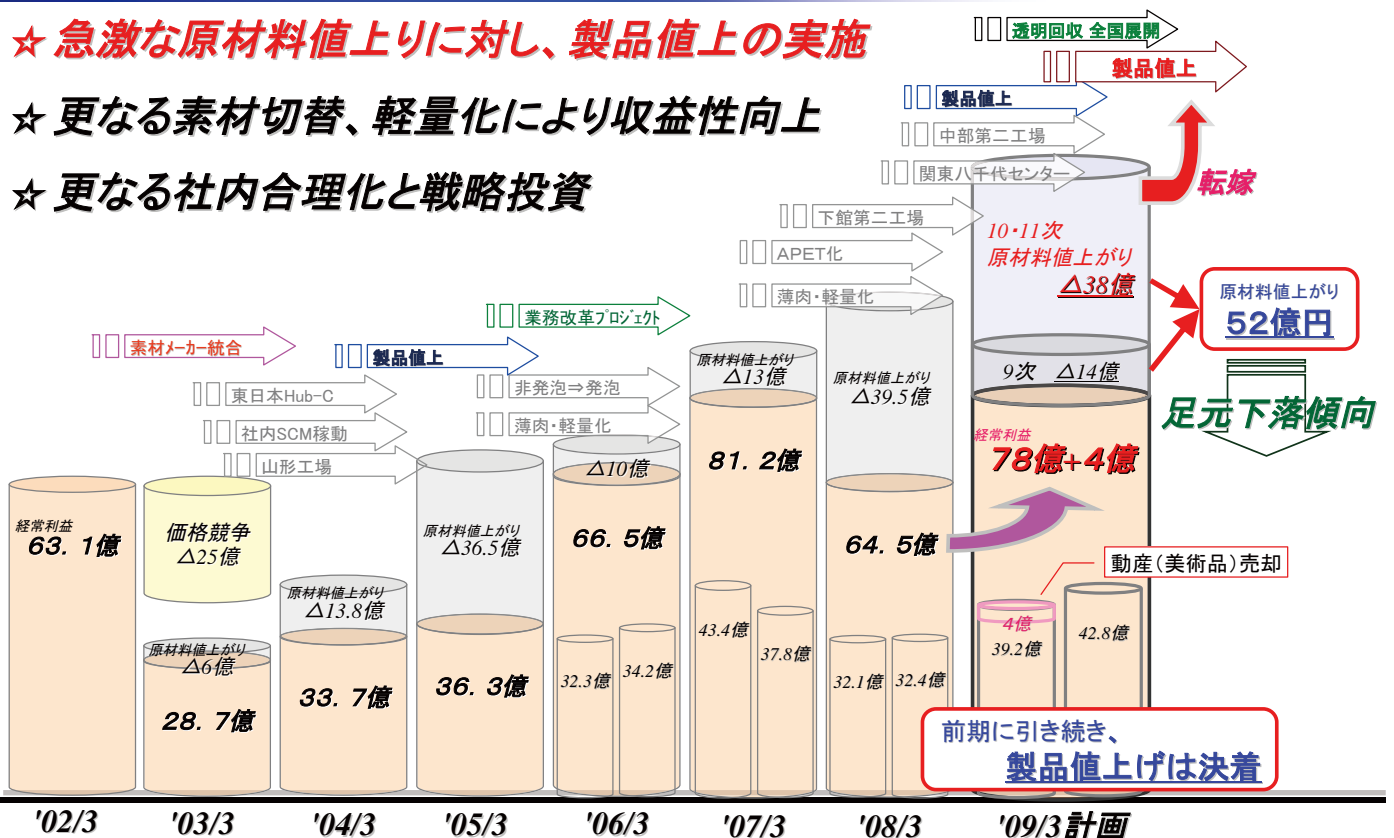 ☆ 急激な原材料値上りに対し、製品値上の実施
☆ 更なる素材切替、軽量化により収益性向上
☆ 更なる社内合理化と戦略投資
透明回収 全国展開
製品値上
製品値上
中部第二工場
関東八千代センター
転嫁
下館第二工場
APET化
薄肉・軽量化
業務改革プロジェクト
素材メーカー統合
製品値上
東日本Hub-C
社内SCM稼動
山形工場
非発泡⇒発泡
薄肉・軽量化
10・11次
原材料値上がり
△38億
9次 △14億
原材料値上がり
52億円
足元下落傾向
経常利益
63.1億
価格競争
△25億
原材料値上がり
△6億
28.7億
原材料値上がり
△13.8億
33.7億
原材料値上がり
△36.5億
36.3億
△10億
66.5億
32.3億
34.2億
原材料値上がり
△13億
81.2億
43.4億
37.8億
原材料値上がり
△39.5億
64.5億
32.1億
32.4億
経常利益
78億+4億
動産(美術品)売却
4億
39.2億
42.8億
前期に引き続き、
製品値上げは決着
'02/3
'03/3
'04/3
'05/3
'06/3
'07/3
'08/3
'09/3計画